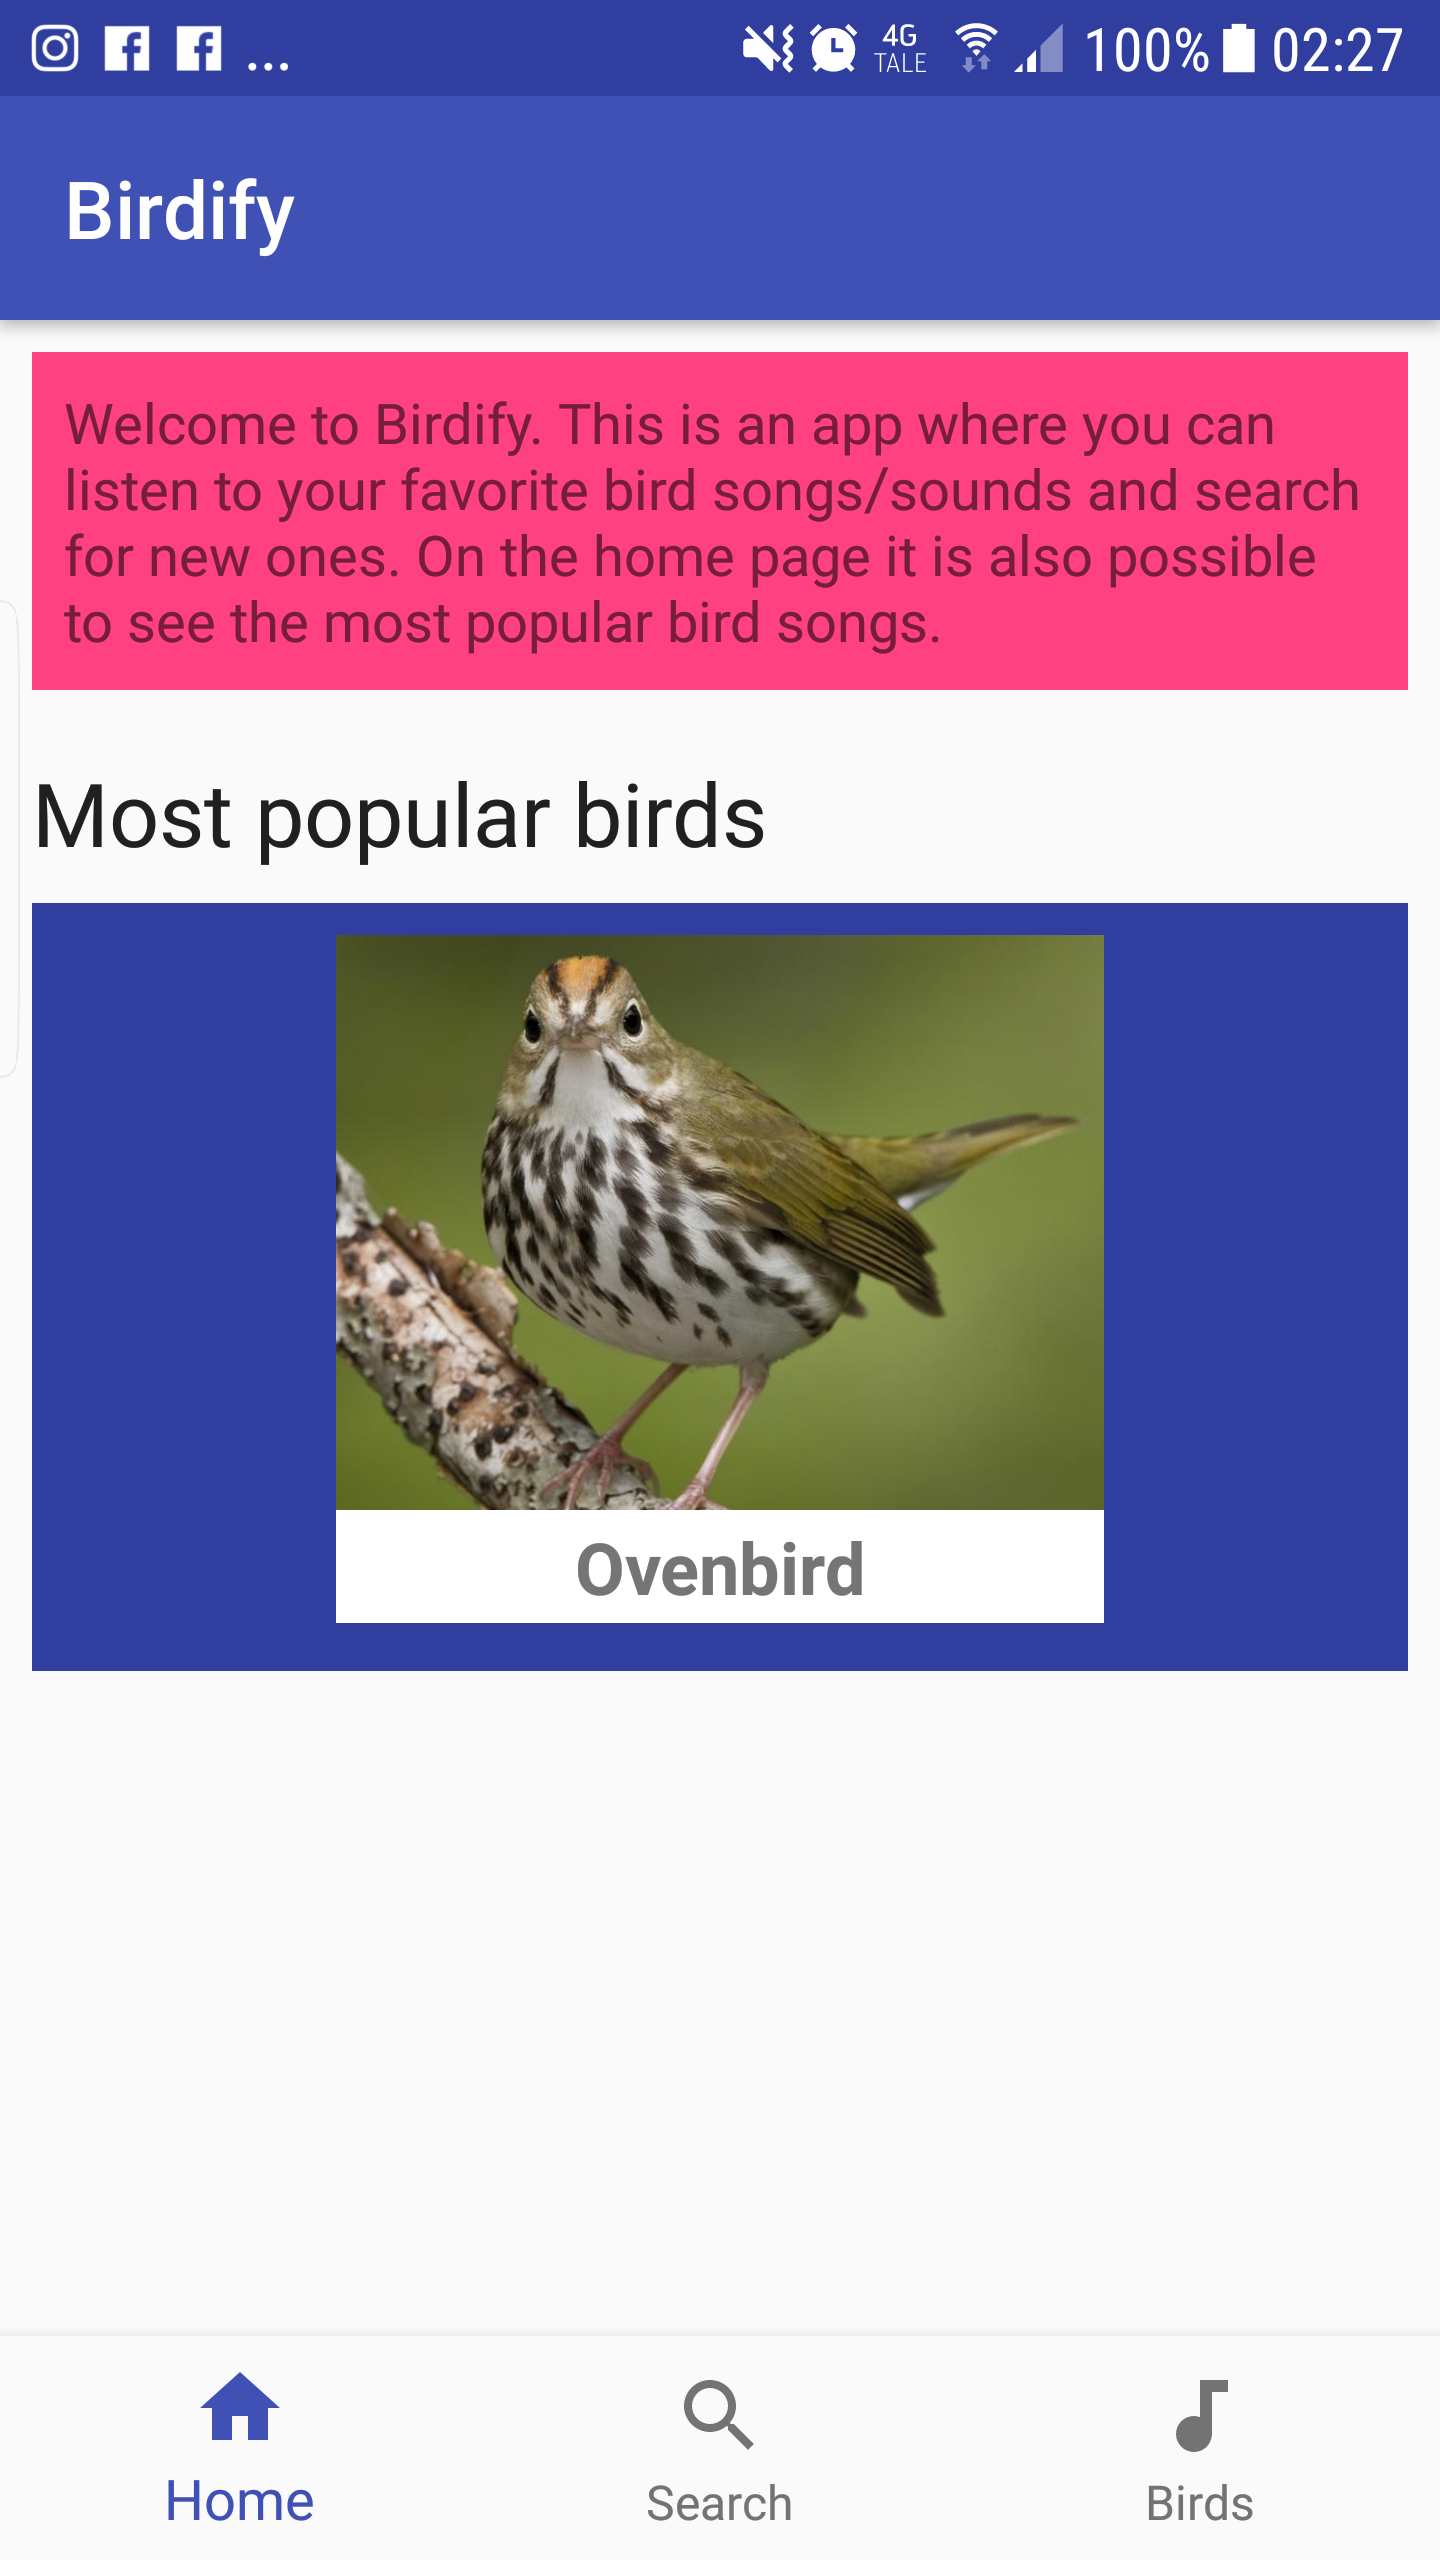 ... 4G TALE 100% 02:27
Birdify
Welcome to Birdify. This is an app where you can
listen to your favorite bird songs/sounds and search
for new ones. On the home page it is also possible
to see the most popular bird songs.
Most popular birds
Ovenbird
Home Search Birds